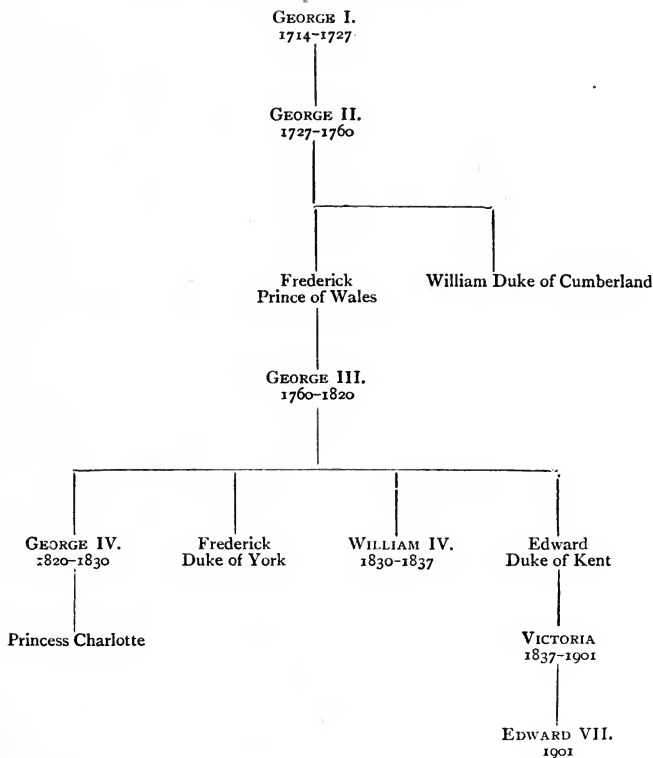 GEORGE I.
1714-1727
GEORGE II.
1727-1760
Frederick
Prince of Wales
William Duke of Cumberland
GEORGE III.
1760-1820
GEORGE IV.
1820-1830
Frederick
Duke of York
WILLIAM IV.
1830-1837
Edward
Duke of Kent
Princess Charlotte
VICTORIA
1837-1901
EDWARD VII.
1901